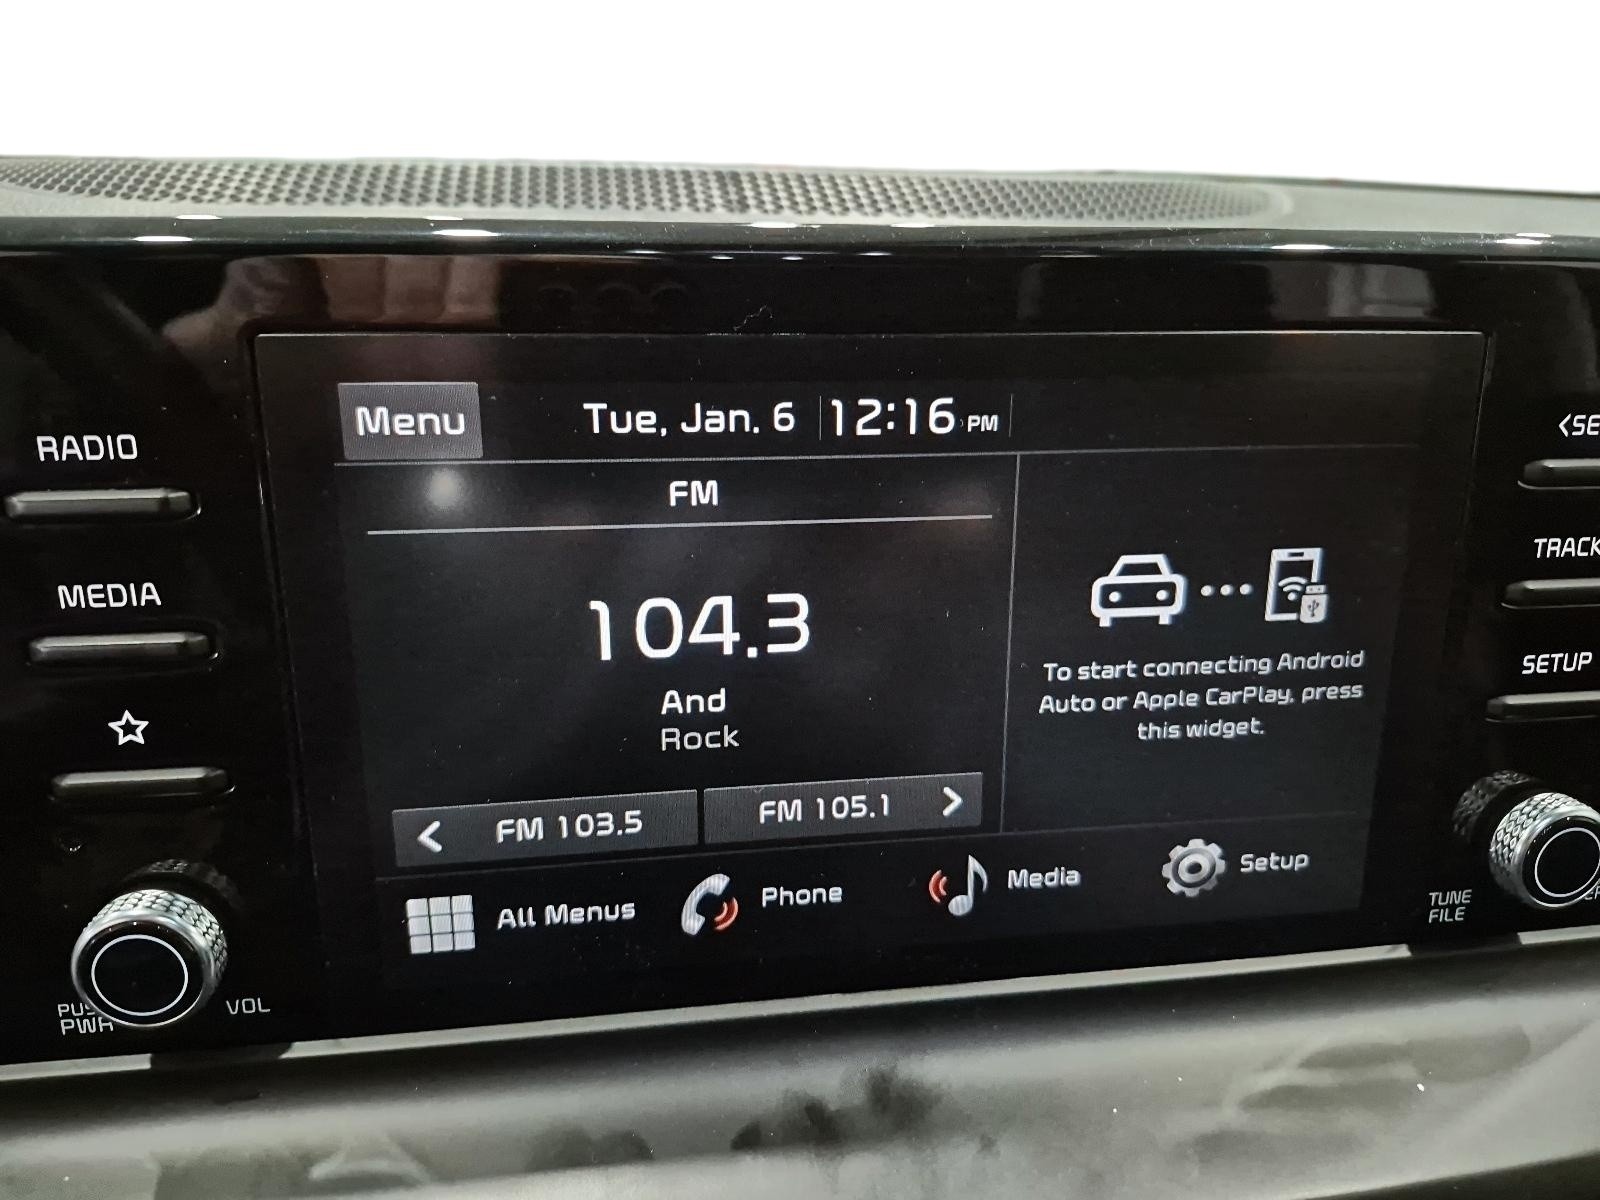 Menu
Tue, Jan. 6
12:16 PM
RADIO
MEDIA
FM
104.3
And
Rock
FM 103.5
FM 105.1
To start connecting Android
Auto or Apple CarPlay, press
this widget.
All Menus
Phone
Media
Setup
TRACK
SETUP
TUNE
FILE
VOL
PWR